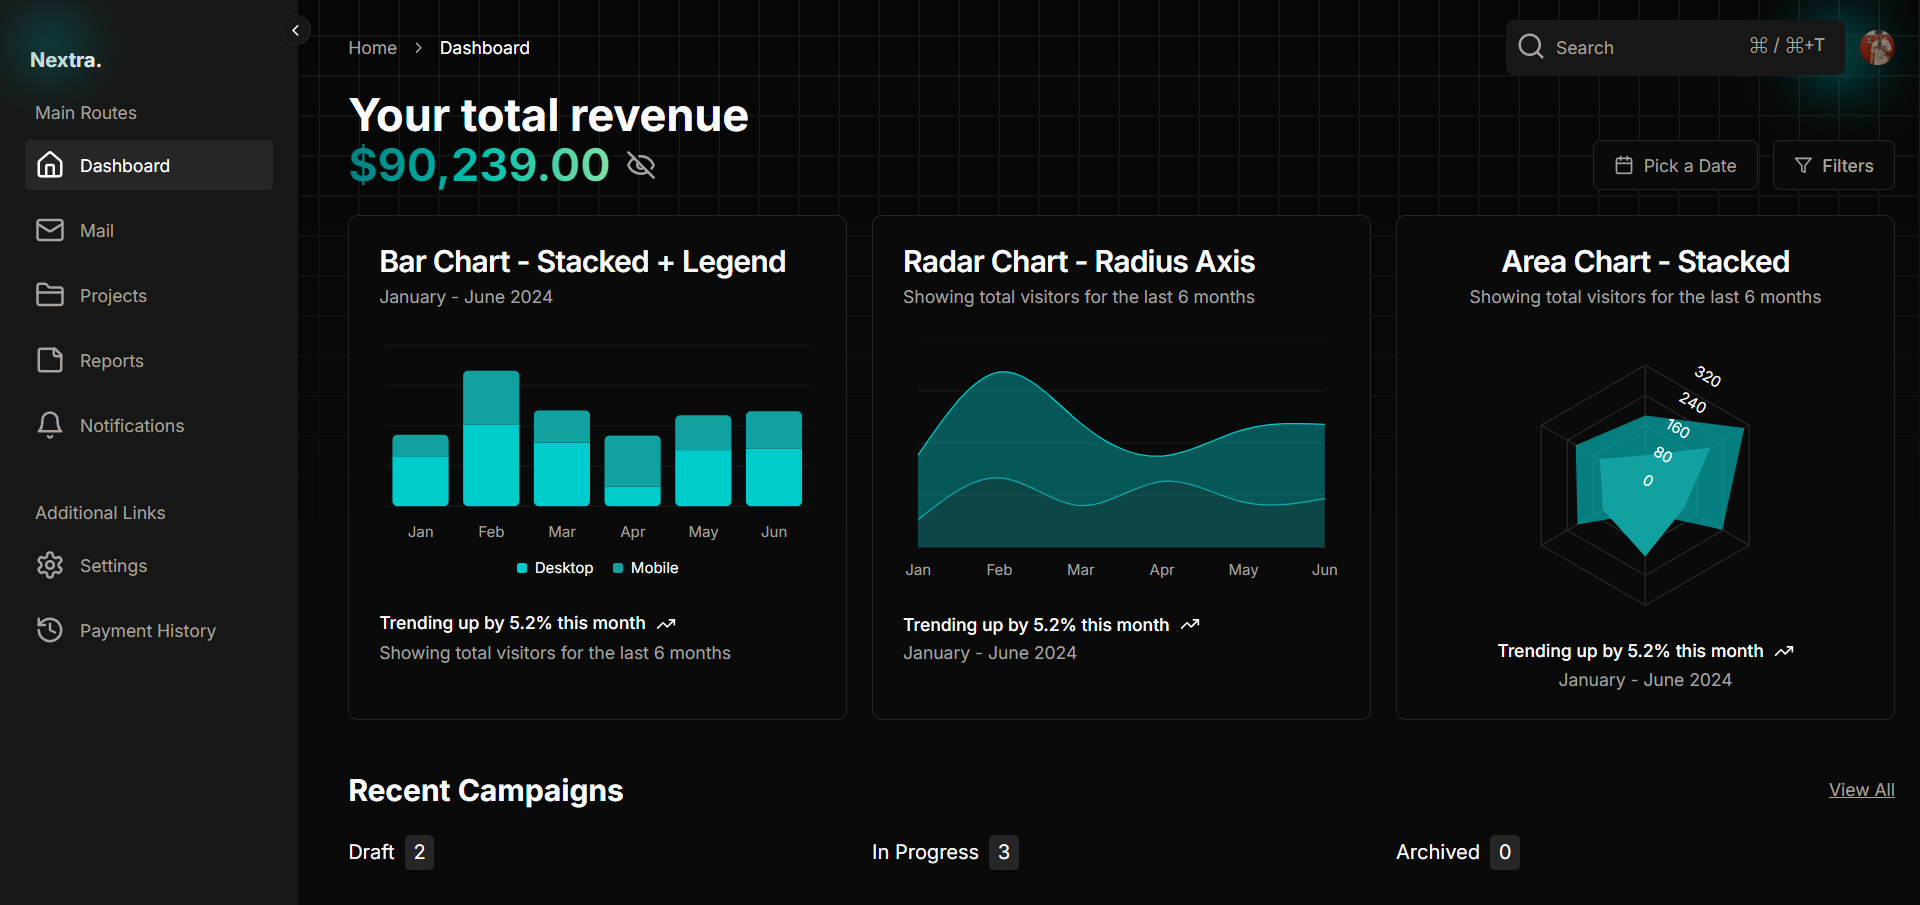 Nextra.
Main Routes
Dashboard
Mail
Projects
Reports
Notifications
Additional Links
Settings
Payment History
Home > Dashboard
Search ⌘ / ⌘+T
Your total revenue
$90,239.00
Pick a Date
Filters
Bar Chart - Stacked + Legend
January - June 2024
Jan Feb Mar Apr May Jun
Desktop Mobile
Trending up by 5.2% this month
Showing total visitors for the last 6 months
Radar Chart - Radius Axis
Showing total visitors for the last 6 months
Jan Feb Mar Apr May Jun
Trending up by 5.2% this month
January - June 2024
Area Chart - Stacked
Showing total visitors for the last 6 months
320
240
160
80
0
Trending up by 5.2% this month
January - June 2024
Recent Campaigns
View All
Draft 2
In Progress 3
Archived 0